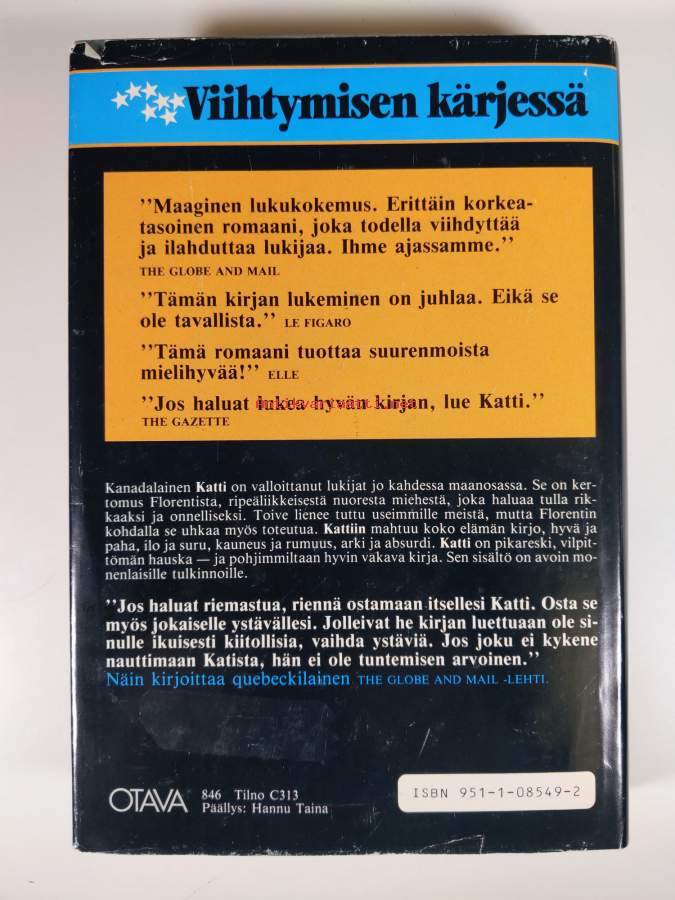 Viihtymisen kärjessä
''Maaginen lukukokemus. Erittäin korkea-
tasoinen romaani, joka todella viihdyttää
ja ilahduttaa lukijaa. Ihme ajassamme.''
THE GLOBE AND MAIL
''Tämän kirjan lukeminen on juhlaa. Eikä se
ole tavallista.'' LE FIGARO
''Tämä romaani tuottaa suurenmoista
mielihyvää!'' ELLE
''Jos haluat lukea hyvän kirjan, lue Katti.''
THE GAZETTE
Kanadalainen Katti on valloittanut lukijat jo kahdessa maanosassa. Se on ker-
tomus Florentista, ripeäliikkeisestä nuoresta miehestä, joka haluaa tulla rik-
kaaksi ja onnelliseksi. Toive lienee tuttu useimmille meistä, mutta Florentin
kohdalla se uhkaa myös toteutua. Kattiin mahtuu koko elämän kirjo, hyvä ja
paha, ilo ja suru, kauneus ja rumuus, arki ja absurdi. Katti on pikareski, vilpit-
tömän hauska — ja pohjimmiltaan hyvin vakava kirja. Sen sisältö on avoin mo-
nenlaisille tulkinnoille.
''Jos haluat riemastua, riennä ostamaan itsellesi Katti. Osta se
myös jokaiselle ystävällesi. Jolleivat he kirjan luettuaan ole si-
nulle ikuisesti kiitollisia, vaihda ystäviä. Jos joku ei kykene
nauttimaan Katista, hän ei ole tuntemisen arvoinen.''
Näin kirjoittaa quebeckiläinen THE GLOBE AND MAIL -LEHTI.
OTAVA
846 Tilno C313
Päällys: Hannu Taina
ISBN 951-1-08549-2